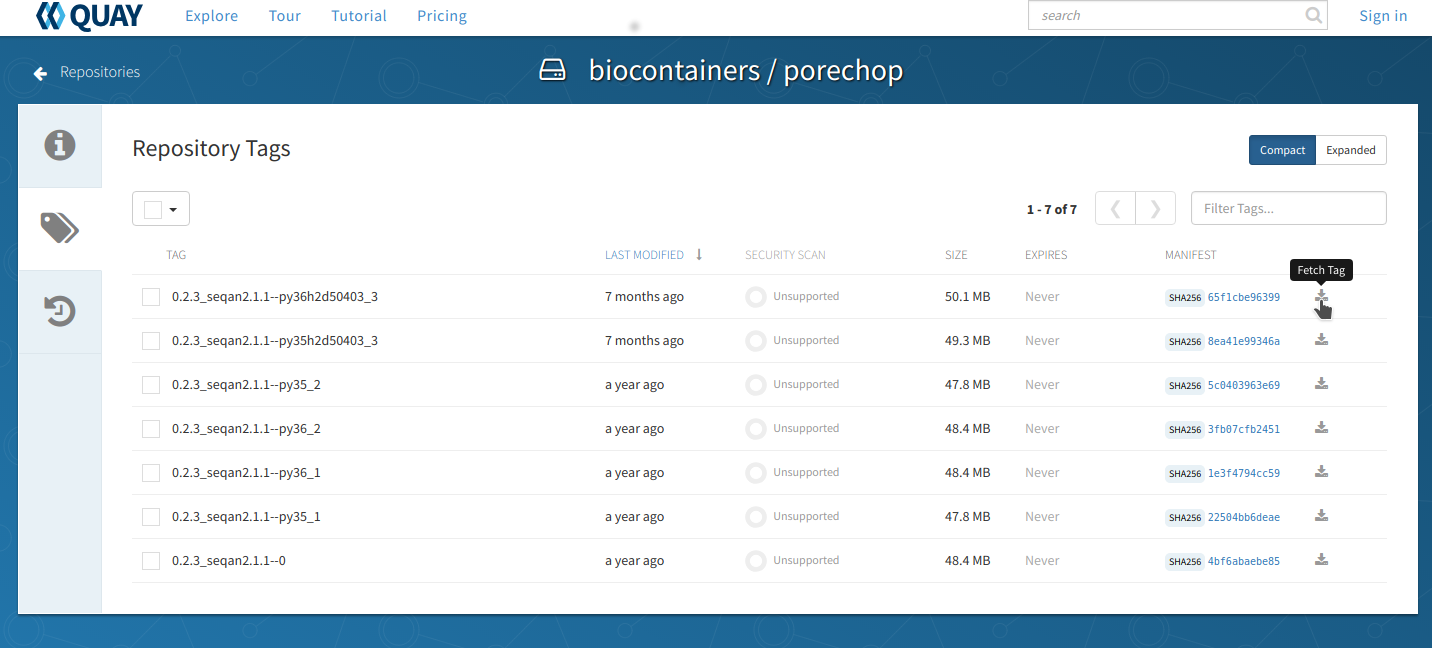 QUAY Explore Tour Tutorial Pricing search Sign in
Repositories biocontainers / porechop
Repository Tags Compact Expanded
1 - 7 of 7 Filter Tags...
TAG LAST MODIFIED SECURITY SCAN SIZE EXPIRES MANIFEST
Fetch Tag
0.2.3_seqan2.1.1--py36h2d50403_3 7 months ago Unsupported 50.1 MB Never SHA256 65f1cbe96399
0.2.3_seqan2.1.1--py35h2d50403_3 7 months ago Unsupported 49.3 MB Never SHA256 8ea41e99346a
0.2.3_seqan2.1.1--py35_2 a year ago Unsupported 47.8 MB Never SHA256 5c0403963e69
0.2.3_seqan2.1.1--py36_2 a year ago Unsupported 48.4 MB Never SHA256 3fb07cfb2451
0.2.3_seqan2.1.1--py36_1 a year ago Unsupported 48.4 MB Never SHA256 1e3f4794cc59
0.2.3_seqan2.1.1--py35_1 a year ago Unsupported 47.8 MB Never SHA256 22504bb6deae
0.2.3_seqan2.1.1--0 a year ago Unsupported 48.4 MB Never SHA256 4bf6abaebe85